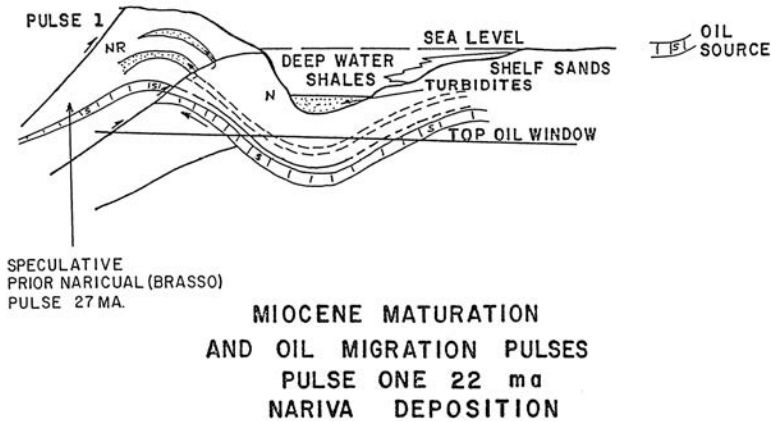 PULSE 1
NR
SEA LEVEL
OIL
SOURCE
S
DEEP WATER
SHALES
SHELF SANDS
TURBIDITES
N
S
S
S
S
TOP OIL WINDOW
SPECULATIVE
PRIOR NARICUAL (BRASSO)
PULSE 27 MA.
MIOCENE MATURATION
AND OIL MIGRATION PULSES
PULSE ONE 22 ma
NARIVA DEPOSITION